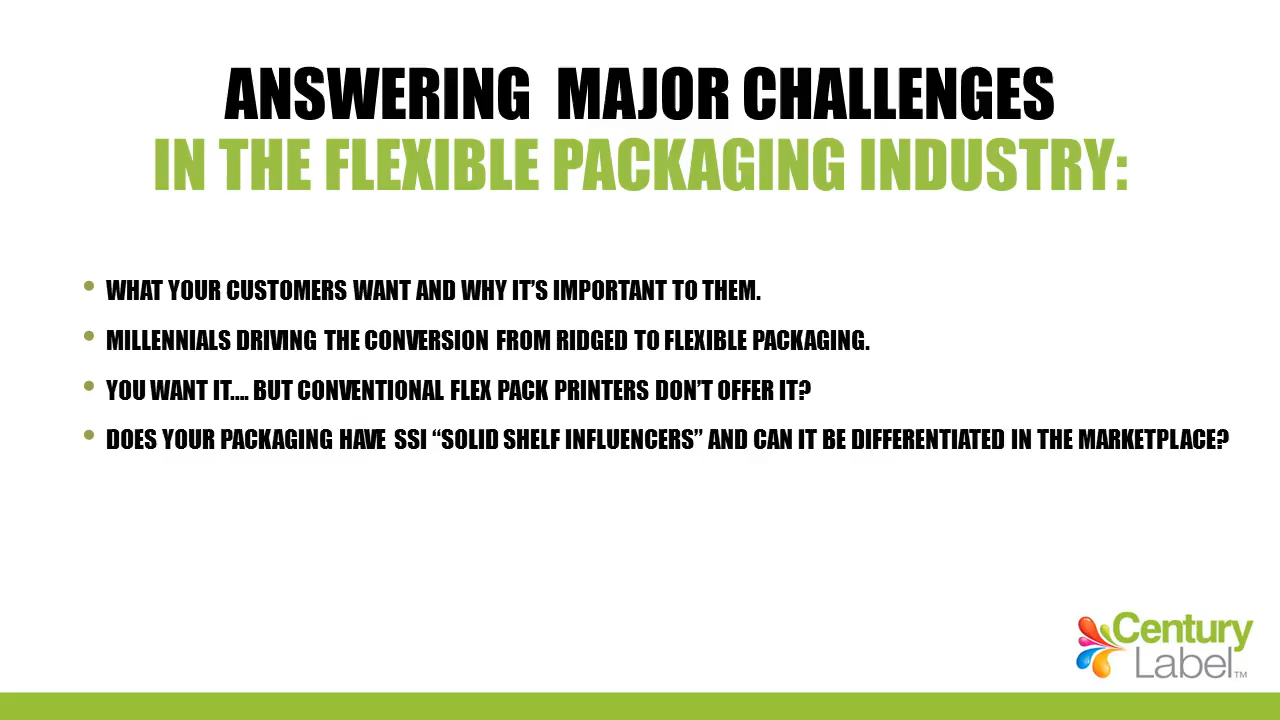 ANSWERING MAJOR CHALLENGES
IN THE FLEXIBLE PACKAGING INDUSTRY:
• WHAT YOUR CUSTOMERS WANT AND WHY IT’S IMPORTANT TO THEM.
• MILLENNIALS DRIVING THE CONVERSION FROM RIDGED TO FLEXIBLE PACKAGING.
• YOU WANT IT.... BUT CONVENTIONAL FLEX PACK PRINTERS DON’T OFFER IT?
• DOES YOUR PACKAGING HAVE SSI “SOLID SHELF INFLUENCERS” AND CAN IT BE DIFFERENTIATED IN THE MARKETPLACE?
Century
Label™